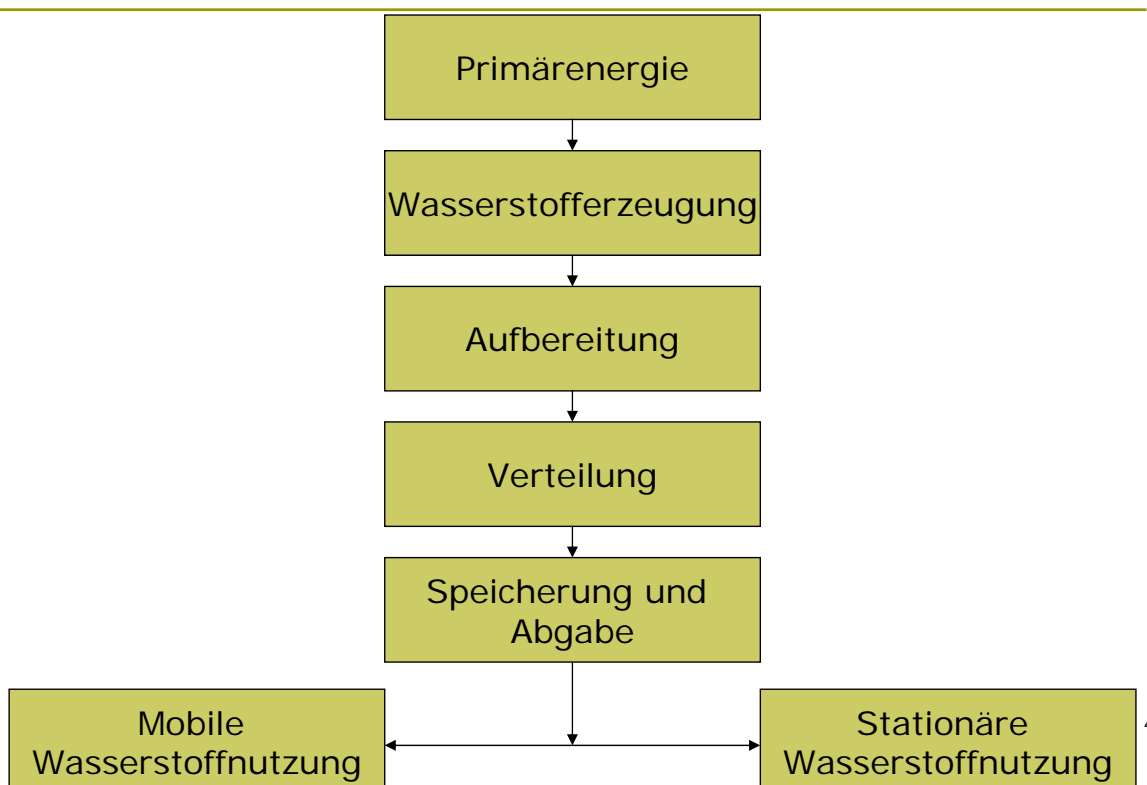 Primärenergie
Wasserstofferzeugung
Aufbereitung
Verteilung
Speicherung und
Abgabe
Mobile
Wasserstoffnutzung
Stationäre
Wasserstoffnutzung